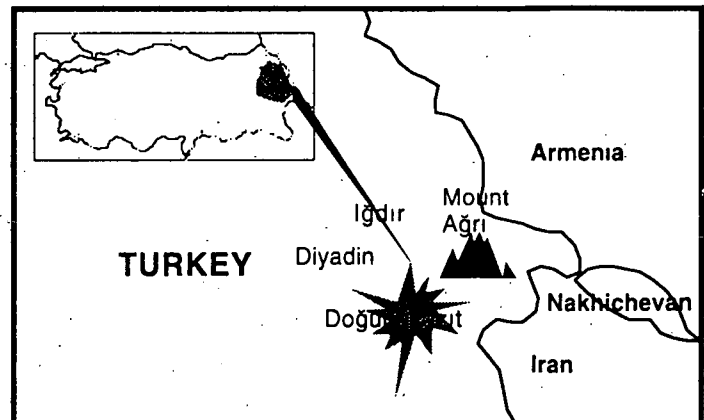 Armenia
Mount
Ağrı
Iğdır
TURKEY
Diyadin
Nakhichevan
Iran